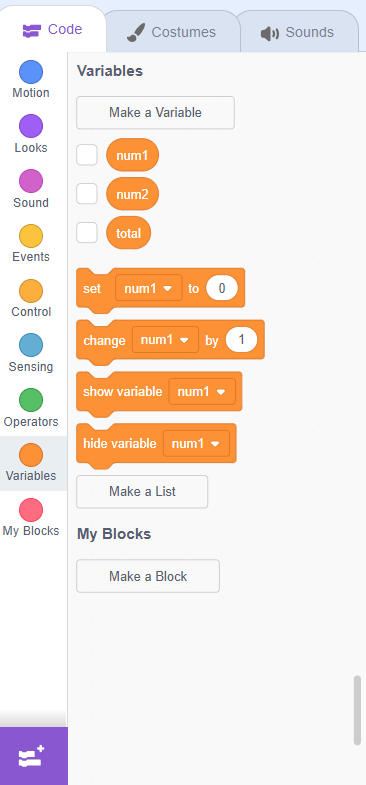 Code Costumes Sounds
Motion
Looks
Sound
Events
Control
Sensing
Operators
Variables
My Blocks
Variables
Make a Variable
num1
num2
total
set num1 to 0
change num1 by 1
show variable num1
hide variable num1
Make a List
My Blocks
Make a Block